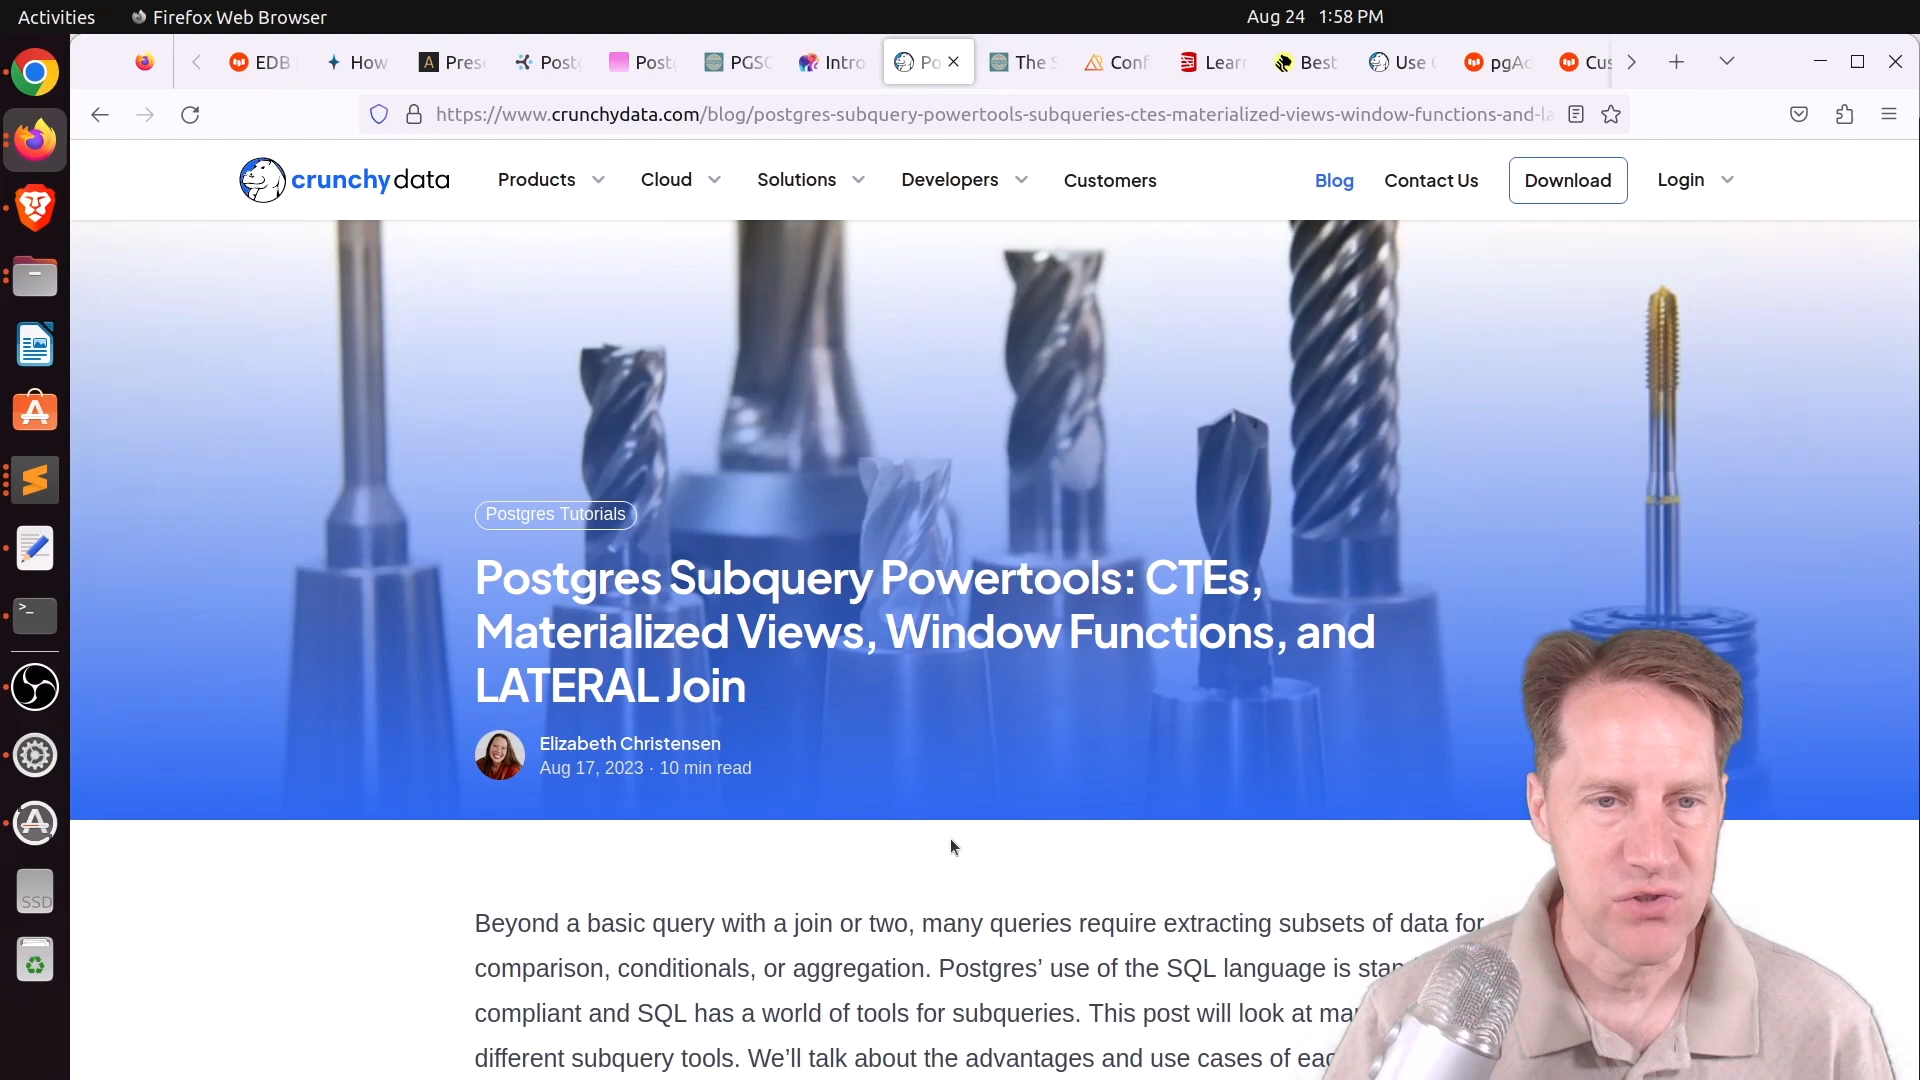 Activities
Firefox Web Browser
Aug 24 1:58 PM
EDB
How
Pres
Post
Post
PGSC
Intro
Po
The
Conf
Lear
Best
Use
pgAd
Cus
https://www.crunchydata.com/blog/postgres-subquery-powertools-subqueries-ctes-materialized-views-window-functions-and-la
crunchydata
Products
Cloud
Solutions
Developers
Customers
Blog
Contact Us
Download
Login
Postgres Tutorials
Postgres Subquery Powertools: CTEs,
Materialized Views, Window Functions, and
LATERAL Join
Elizabeth Christensen
Aug 17, 2023 · 10 min read
Beyond a basic query with a join or two, many queries require extracting subsets of data for
comparison, conditionals, or aggregation. Postgres’ use of the SQL language is stan
compliant and SQL has a world of tools for subqueries. This post will look at ma
different subquery tools. We’ll talk about the advantages and use cases of eac
SSD